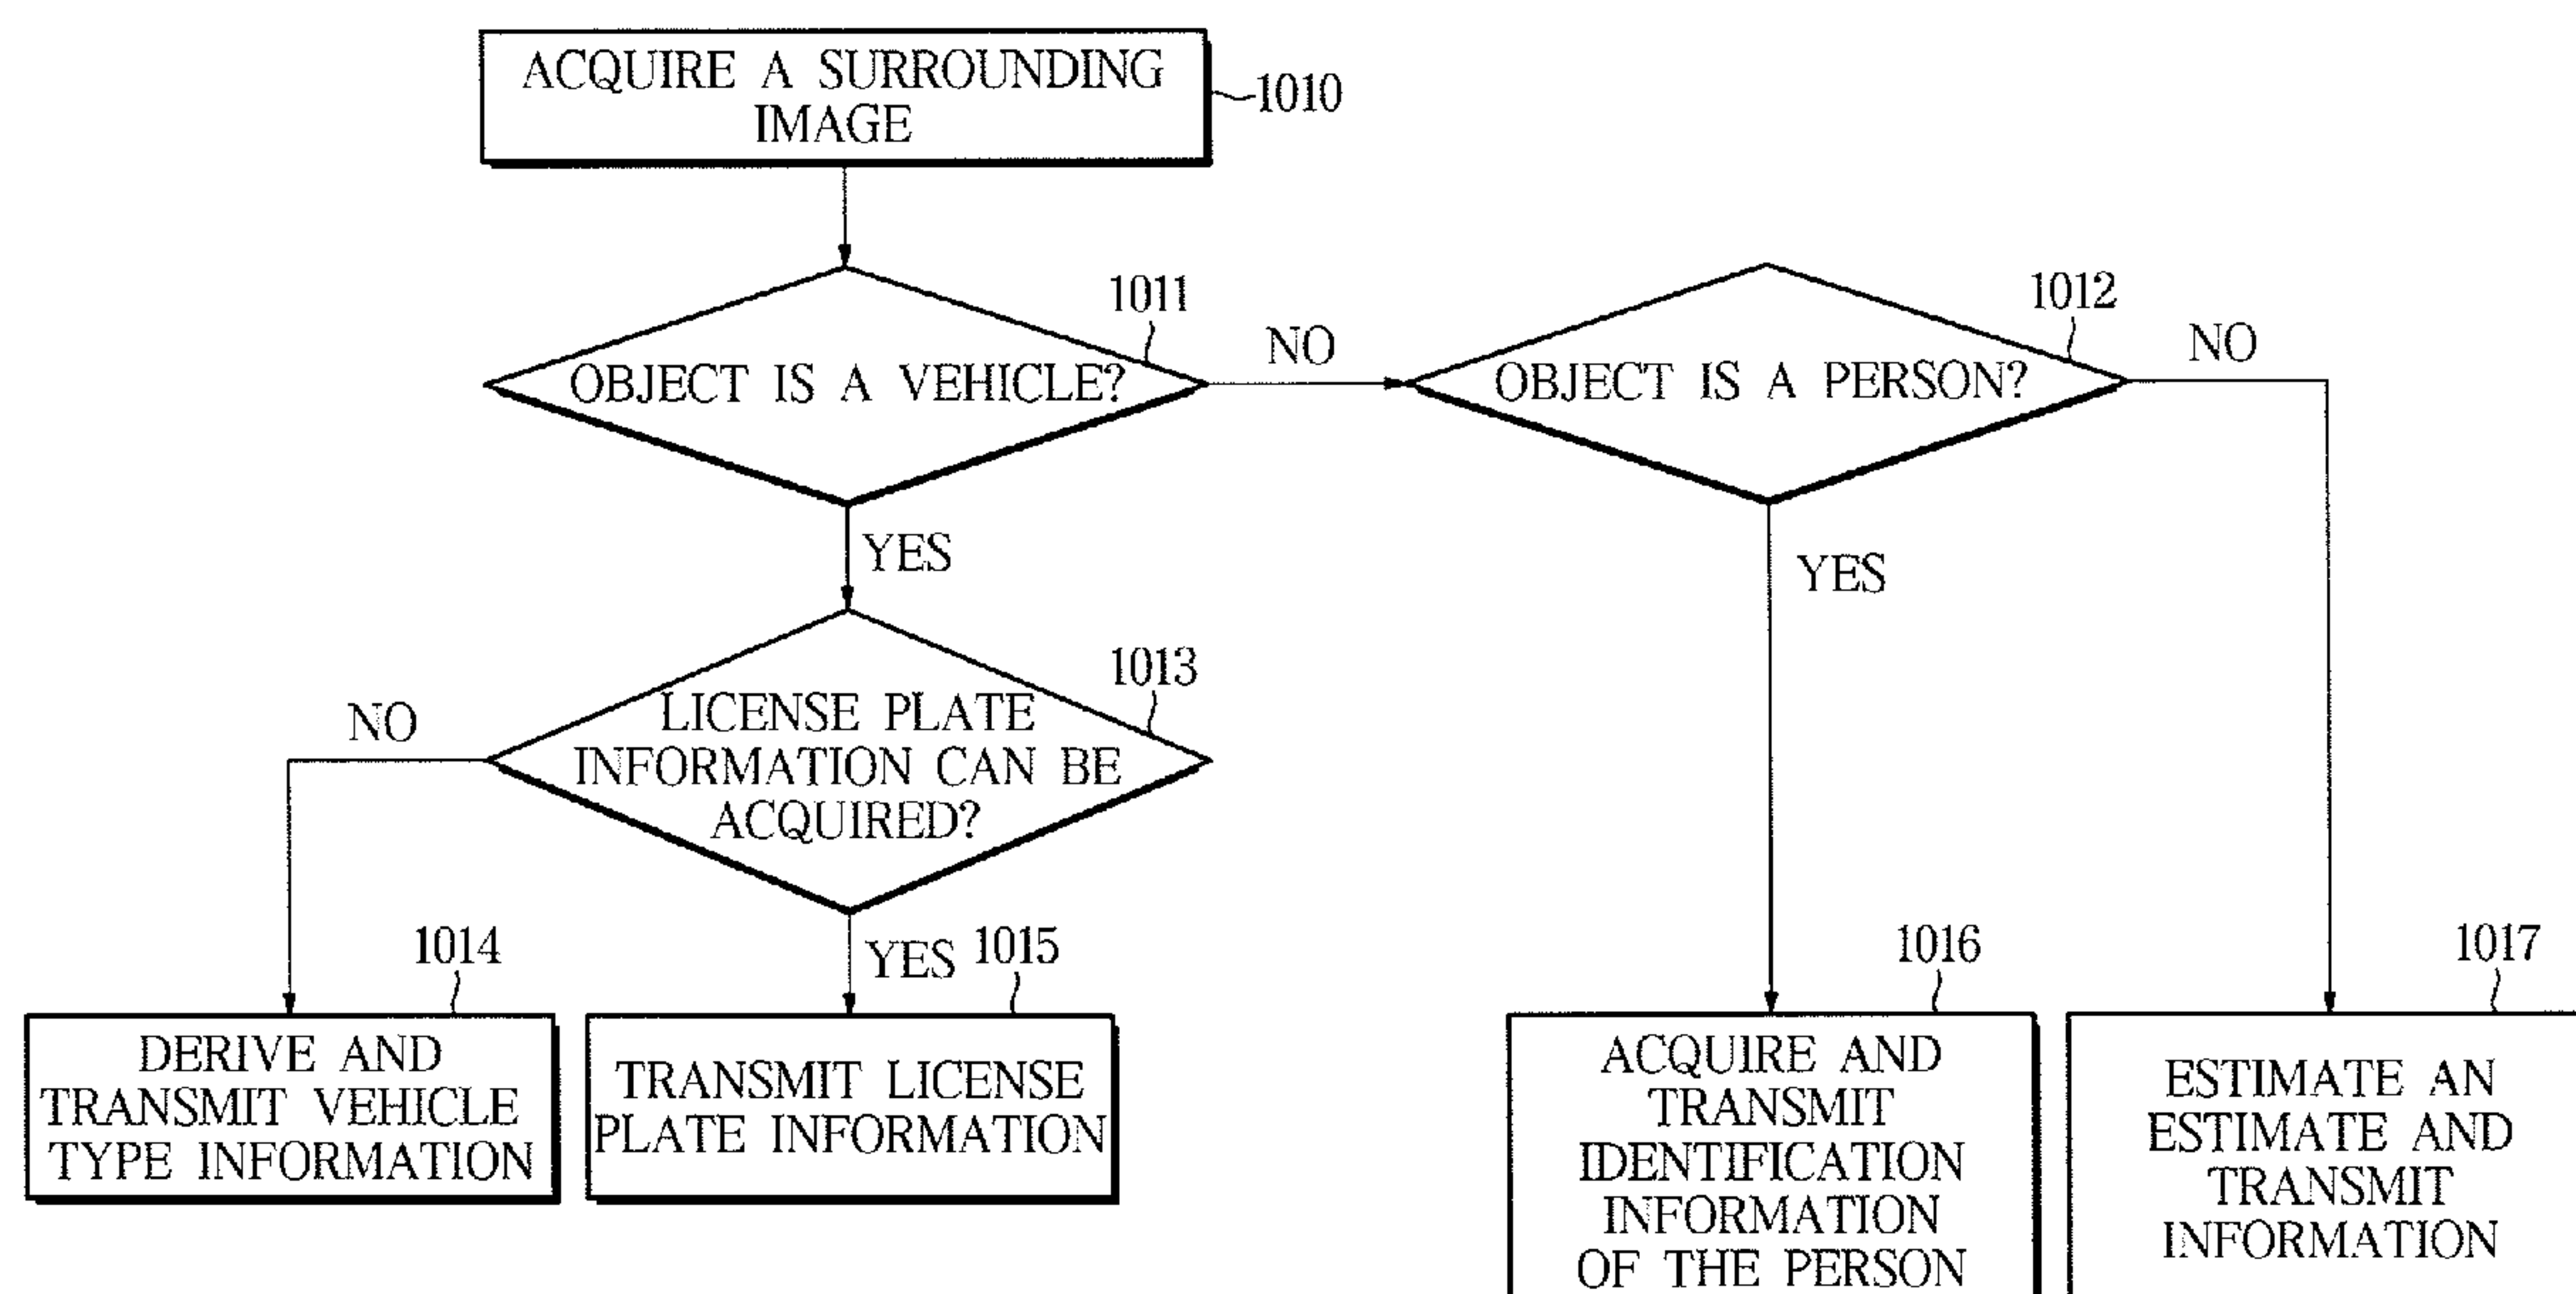 ACQUIRE A SURROUNDING
IMAGE
1010
1011
OBJECT IS A VEHICLE?
NO
1012
OBJECT IS A PERSON?
NO
YES
YES
1013
LICENSE PLATE
INFORMATION CAN BE
ACQUIRED?
NO
YES
1014
DERIVE AND
TRANSMIT VEHICLE
TYPE INFORMATION
1015
TRANSMIT LICENSE
PLATE INFORMATION
1016
ACQUIRE AND
TRANSMIT
IDENTIFICATION
INFORMATION
OF THE PERSON
1017
ESTIMATE AN
ESTIMATE AND
TRANSMIT
INFORMATION